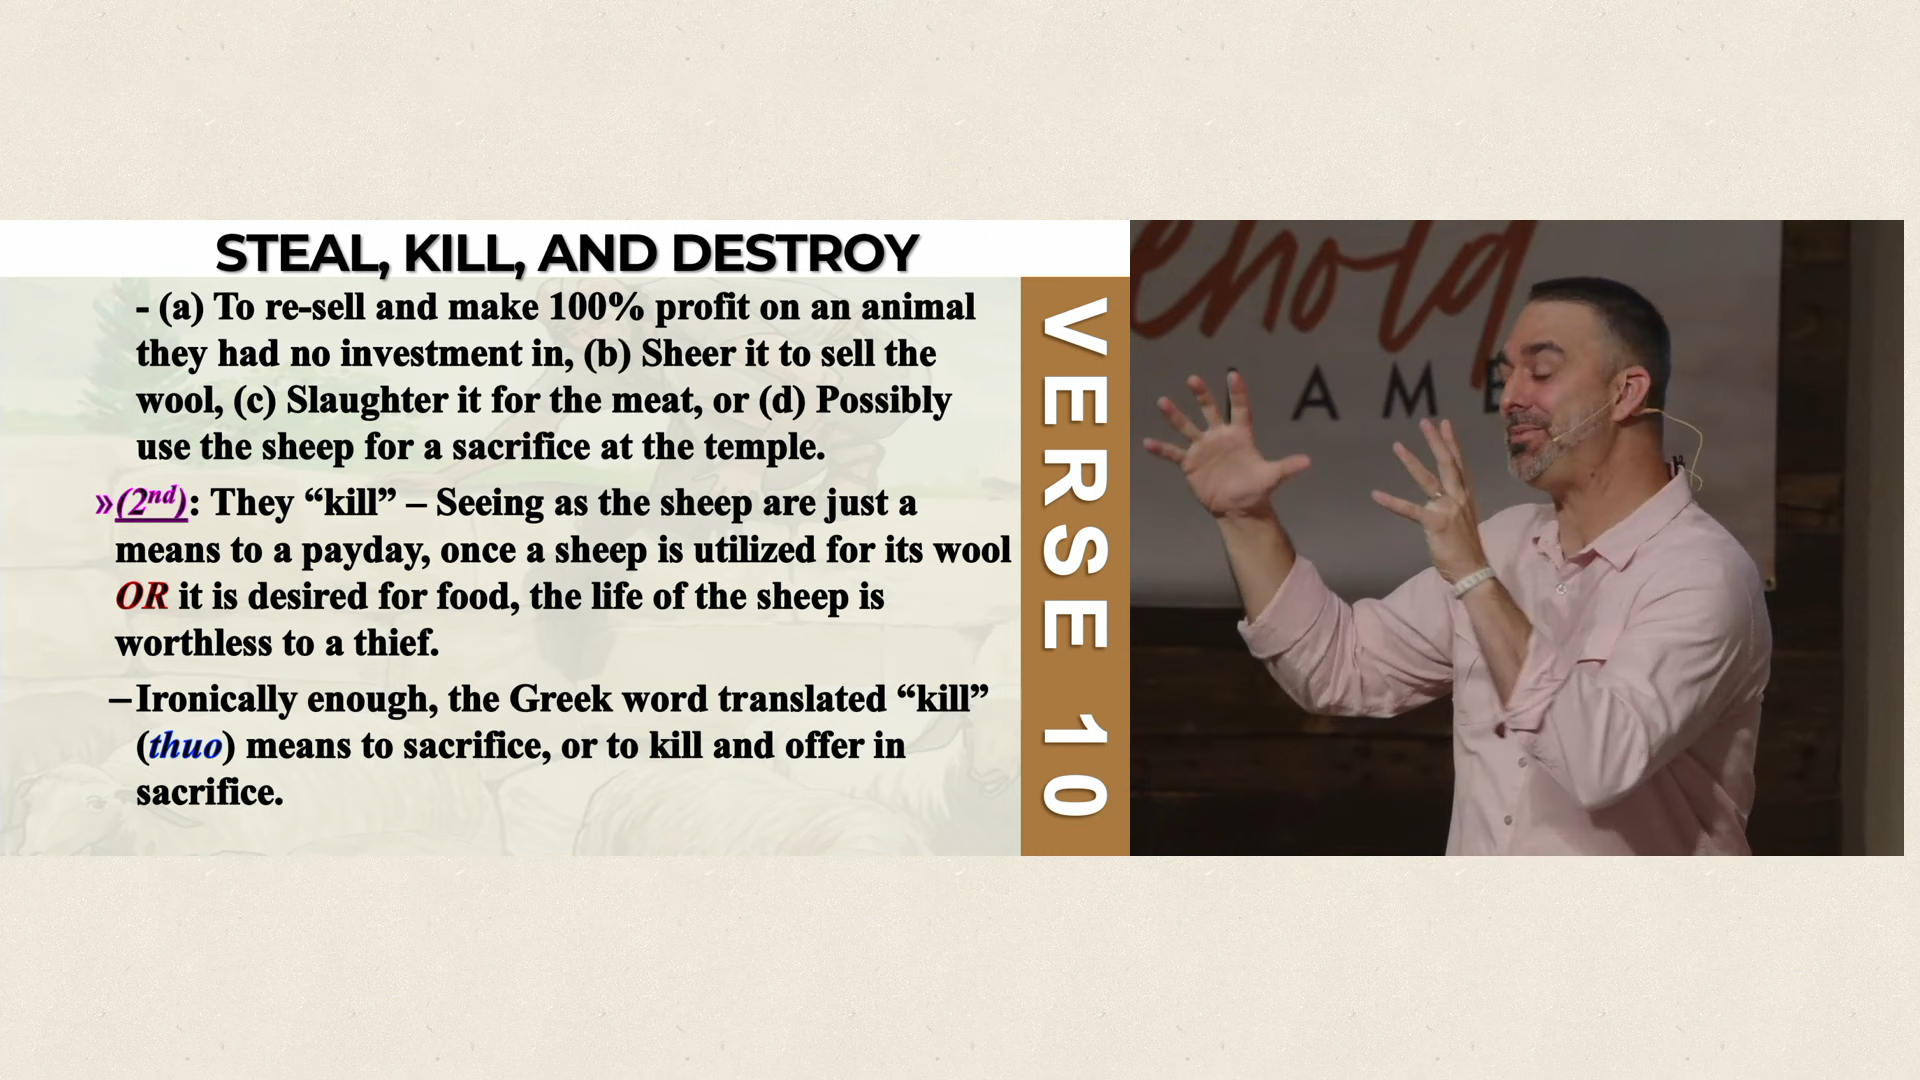 STEAL, KILL, AND DESTROY
- (a) To re-sell and make 100% profit on an animal
they had no investment in, (b) Sheer it to sell the
wool, (c) Slaughter it for the meat, or (d) Possibly
use the sheep for a sacrifice at the temple.
»(2nd): They “kill” – Seeing as the sheep are just a
means to a payday, once a sheep is utilized for its wool
OR it is desired for food, the life of the sheep is
worthless to a thief.
–Ironically enough, the Greek word translated “kill”
(thuo) means to sacrifice, or to kill and offer in
sacrifice.
VERSE 10